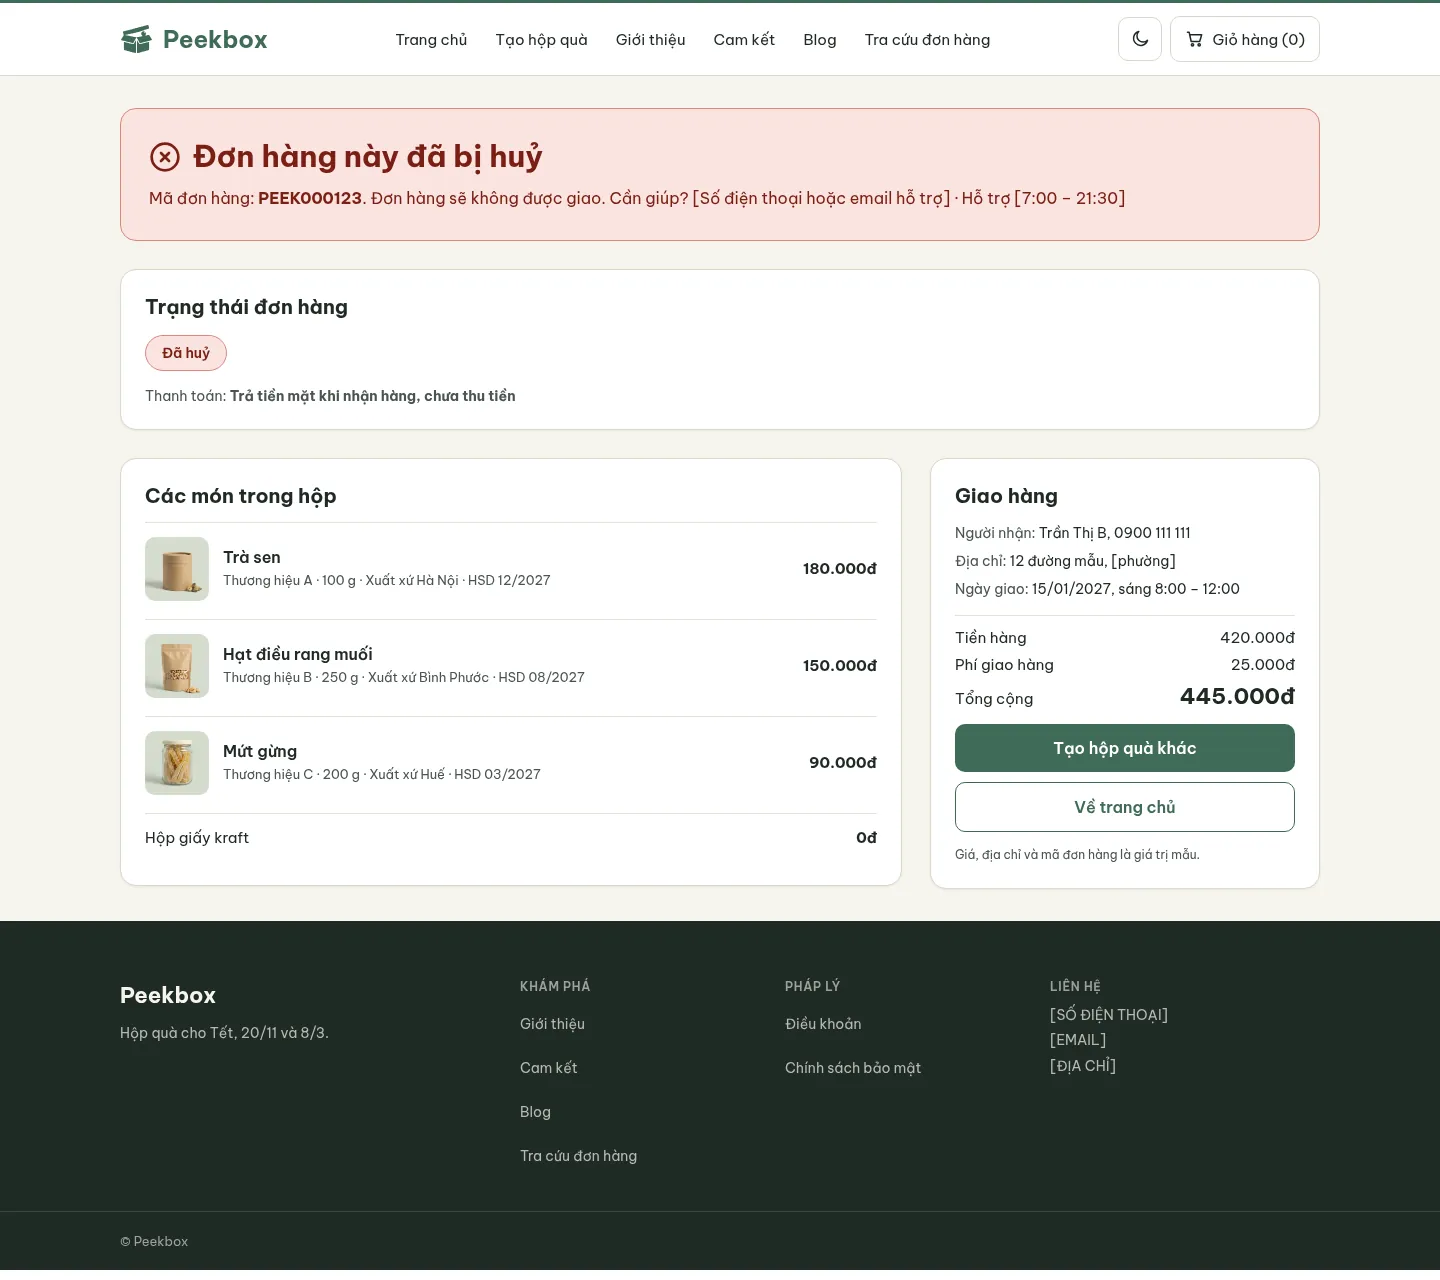 Peekbox
Trang chủ
Tạo hộp quà
Giới thiệu
Cam kết
Blog
Tra cứu đơn hàng
Giỏ hàng (0)
Đơn hàng này đã bị huỷ
Mã đơn hàng: PEEK000123. Đơn hàng sẽ không được giao. Cần giúp? [Số điện thoại hoặc email hỗ trợ] · Hỗ trợ [7:00 – 21:30]
Trạng thái đơn hàng
Đã huỷ
Thanh toán: Trả tiền mặt khi nhận hàng, chưa thu tiền
Các món trong hộp
Trà sen
Thương hiệu A · 100 g · Xuất xứ Hà Nội · HSD 12/2027
180.000đ
Hạt điều rang muối
Thương hiệu B · 250 g · Xuất xứ Bình Phước · HSD 08/2027
150.000đ
Mứt gừng
Thương hiệu C · 200 g · Xuất xứ Huế · HSD 03/2027
90.000đ
Hộp giấy kraft
0đ
Giao hàng
Người nhận: Trần Thị B, 0900 111 111
Địa chỉ: 12 đường mẫu, [phường]
Ngày giao: 15/01/2027, sáng 8:00 – 12:00
Tiền hàng 420.000đ
Phí giao hàng 25.000đ
Tổng cộng 445.000đ
Tạo hộp quà khác
Về trang chủ
Giá, địa chỉ và mã đơn hàng là giá trị mẫu.
Peekbox
Hộp quà cho Tết, 20/11 và 8/3.
KHÁM PHÁ
Giới thiệu
Cam kết
Blog
Tra cứu đơn hàng
PHÁP LÝ
Điều khoản
Chính sách bảo mật
LIÊN HỆ
[SỐ ĐIỆN THOẠI]
[EMAIL]
[ĐỊA CHỈ]
© Peekbox